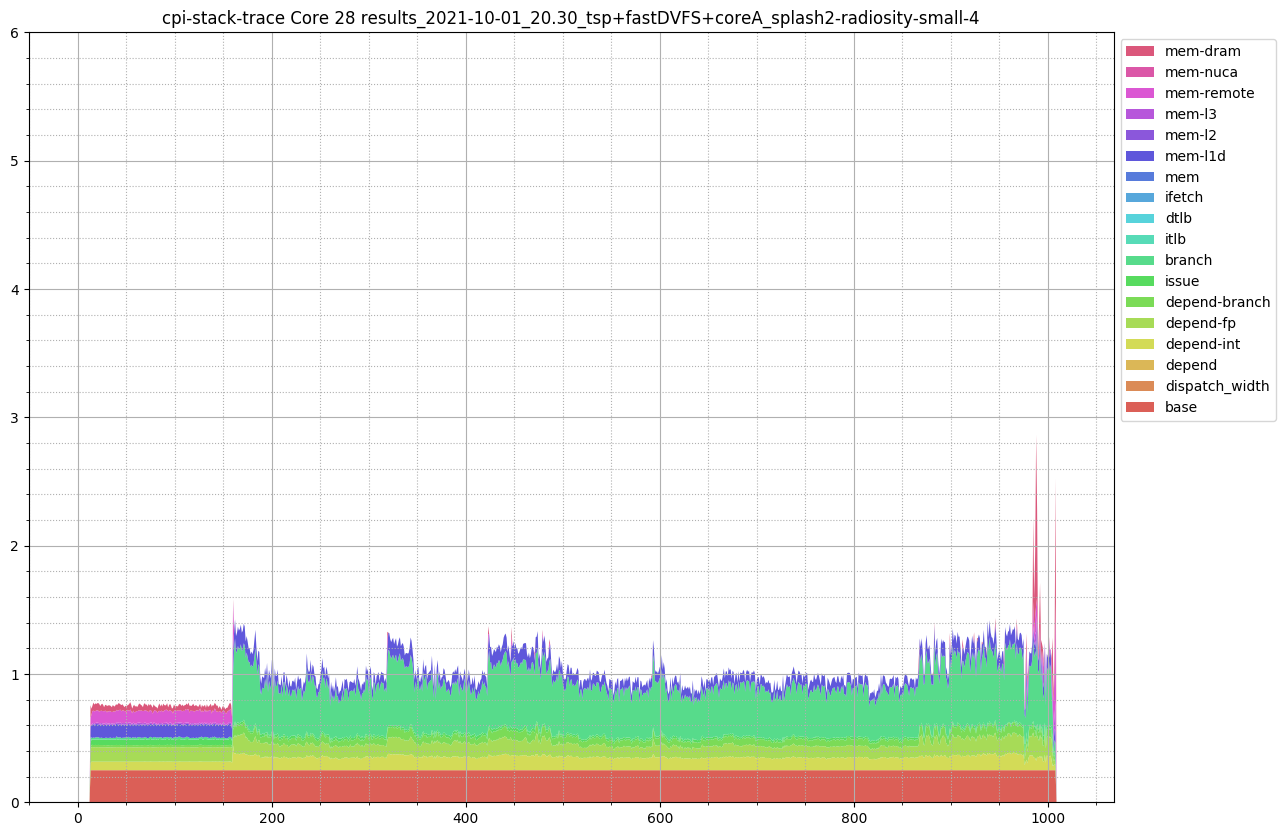 cpi-stack-trace Core 28 results_2021-10-01_20.30_tsp+fastDVFS+coreA_splash2-radiosity-small-4
6
5
4
3
2
1
0
0 200 400 600 800 1000
mem-dram
mem-nuca
mem-remote
mem-l3
mem-l2
mem-l1d
mem
ifetch
dtlb
itlb
branch
issue
depend-branch
depend-fp
depend-int
depend
dispatch_width
base